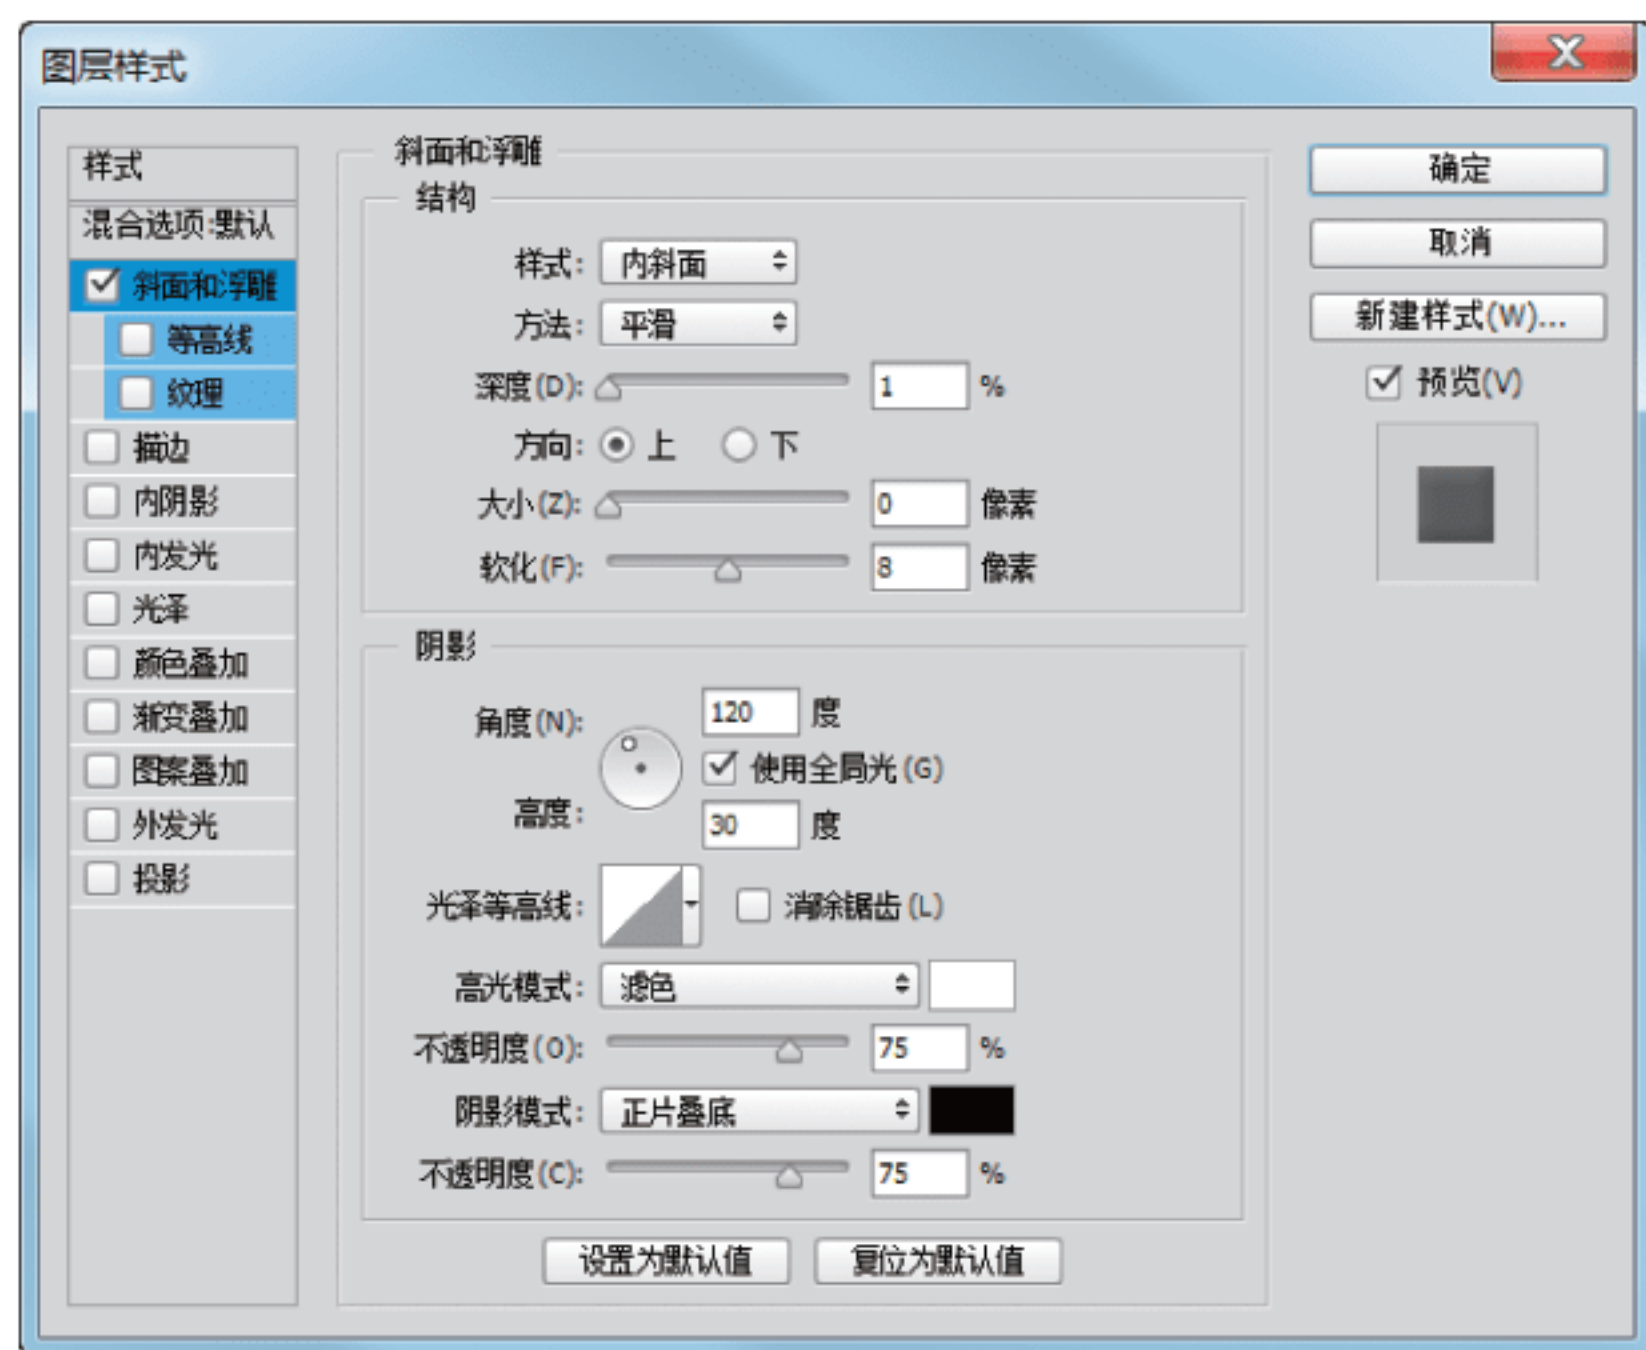 图层样式
样式
混合选项:默认
斜面和浮雕
等高线
纹理
描边
内阴影
内发光
光泽
颜色叠加
渐变叠加
图案叠加
外发光
投影
斜面和浮雕
结构
样式: 内斜面
方法: 平滑
深度(D): 1 %
方向: 上 下
大小(Z): 0 像素
软化(F): 8 像素
阴影
角度(N): 120 度
使用全局光(G)
高度: 30 度
光泽等高线: 消除锯齿(L)
高光模式: 滤色
不透明度(O): 75 %
阴影模式: 正片叠底
不透明度(C): 75 %
设置为默认值 复位为默认值
确定
取消
新建样式(W)...
预览(V)